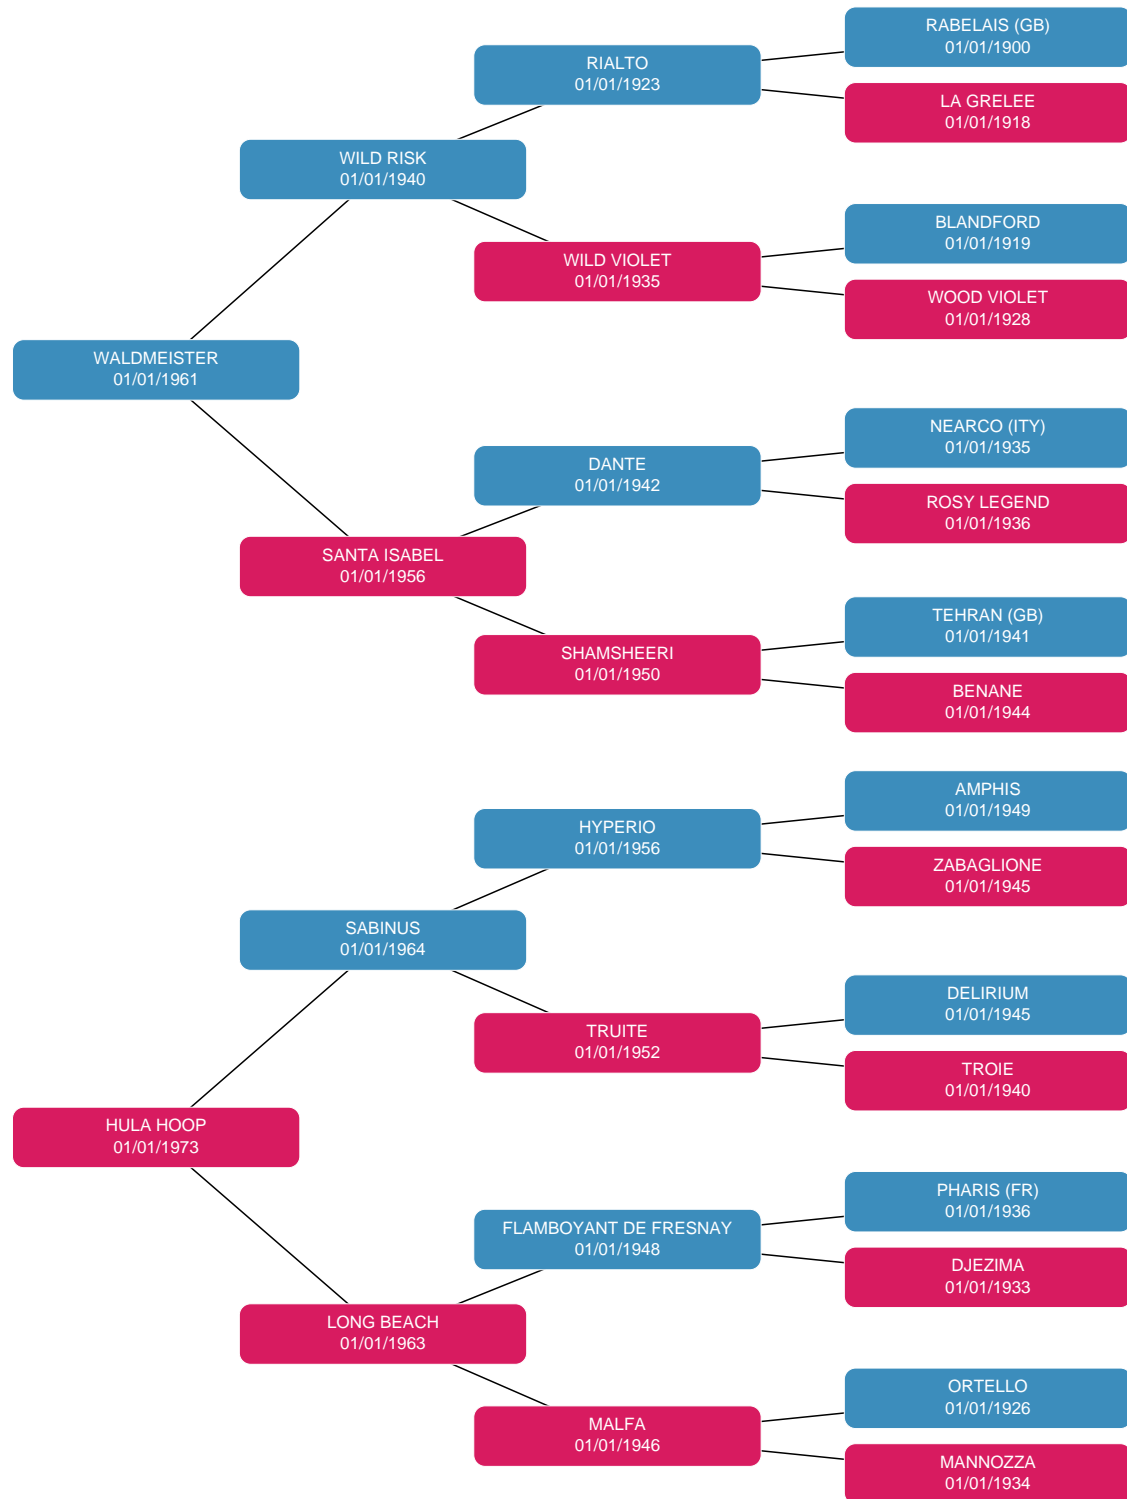 RABELAIS (GB)
01/01/1900
RIALTO
01/01/1923
LA GRELEE
01/01/1918
WILD RISK
01/01/1940
BLANDFORD
01/01/1919
WILD VIOLET
01/01/1935
WOOD VIOLET
01/01/1928
WALDMEISTER
01/01/1961
NEARCO (ITY)
01/01/1935
DANTE
01/01/1942
ROSY LEGEND
01/01/1936
SANTA ISABEL
01/01/1956
TEHRAN (GB)
01/01/1941
SHAMSHEERI
01/01/1950
BENANE
01/01/1944
AMPHIS
01/01/1949
HYPERIO
01/01/1956
ZABAGLIONE
01/01/1945
SABINUS
01/01/1964
DELIRIUM
01/01/1945
TRUITE
01/01/1952
TROIE
01/01/1940
HULA HOOP
01/01/1973
PHARIS (FR)
01/01/1936
FLAMBOYANT DE FRESNAY
01/01/1948
DJEZIMA
01/01/1933
LONG BEACH
01/01/1963
ORTELLO
01/01/1926
MALFA
01/01/1946
MANNOZZA
01/01/1934